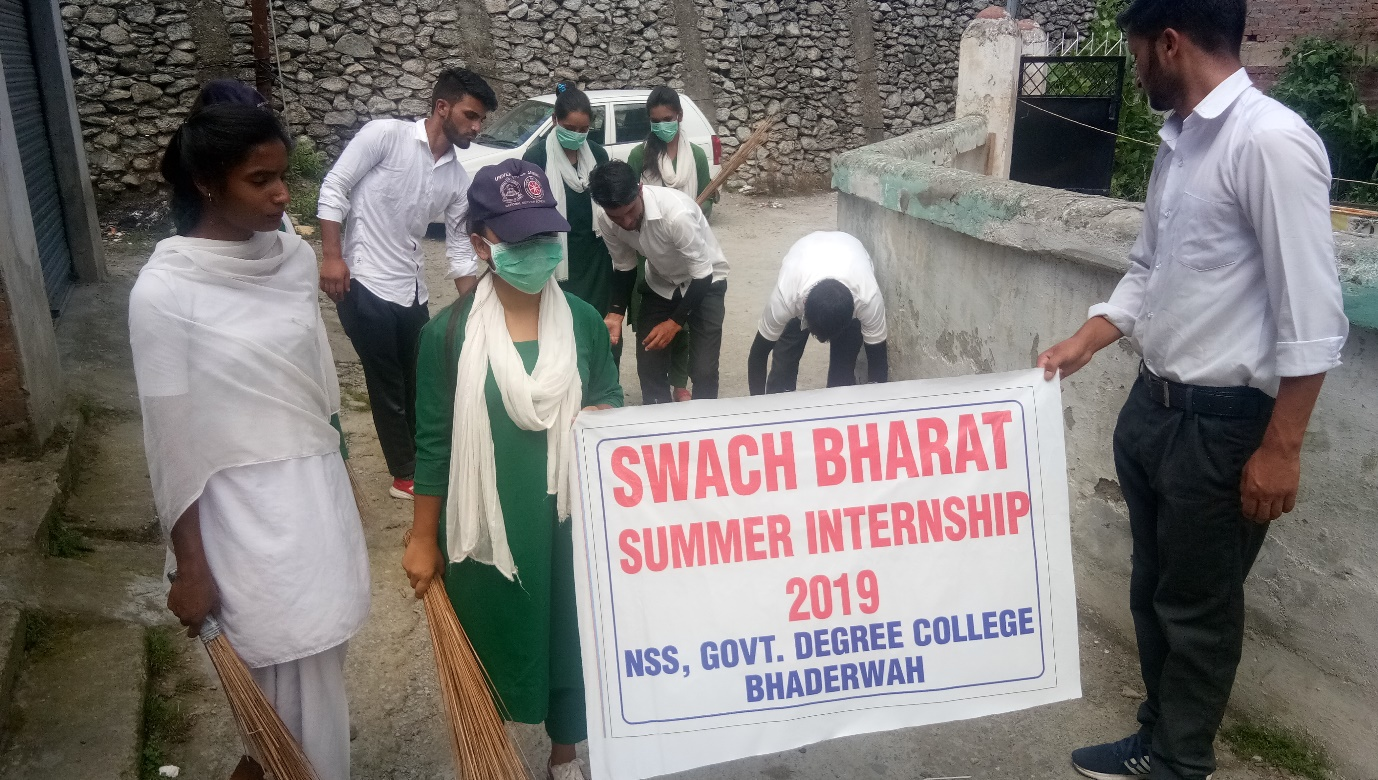 SWACH BHARAT
SUMMER INTERNSHIP
2019
NSS, GOVT. DEGREE COLLEGE
BHADERWAH